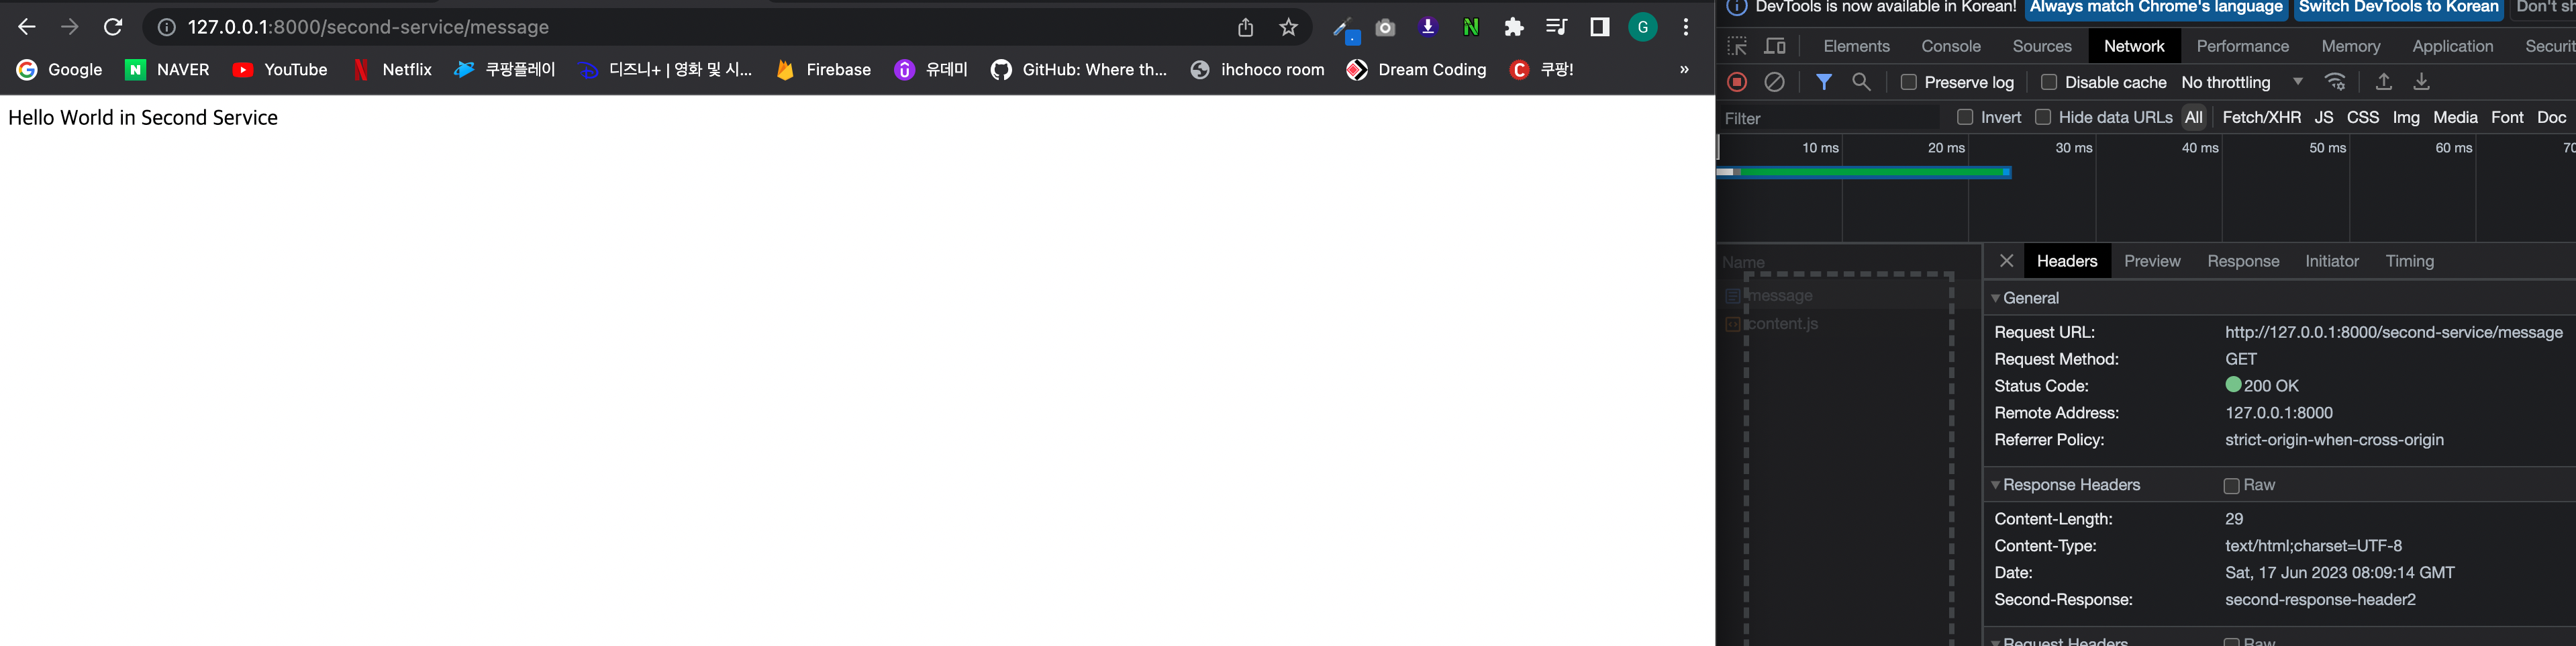 127.0.0.1:8000/second-service/message
G
Google NAVER YouTube Netflix 쿠팡플레이 디즈니+ | 영화 및 시... Firebase 유데미 GitHub: Where th... ihchoco room Dream Coding 쿠팡! »
Hello World in Second Service
DevTools is now available in Korean! Always match Chrome's language Switch DevTools to Korean Don't sh
Elements Console Sources Network Performance Memory Application Securit
Preserve log Disable cache No throttling
Filter Invert Hide data URLs All Fetch/XHR JS CSS Img Media Font Doc
10 ms 20 ms 30 ms 40 ms 50 ms 60 ms 70
Name
message
content.js
Headers Preview Response Initiator Timing
General
Request URL: http://127.0.0.1:8000/second-service/message
Request Method: GET
Status Code: 200 OK
Remote Address: 127.0.0.1:8000
Referrer Policy: strict-origin-when-cross-origin
Response Headers Raw
Content-Length: 29
Content-Type: text/html;charset=UTF-8
Date: Sat, 17 Jun 2023 08:09:14 GMT
Second-Response: second-response-header2
Request Headers Raw